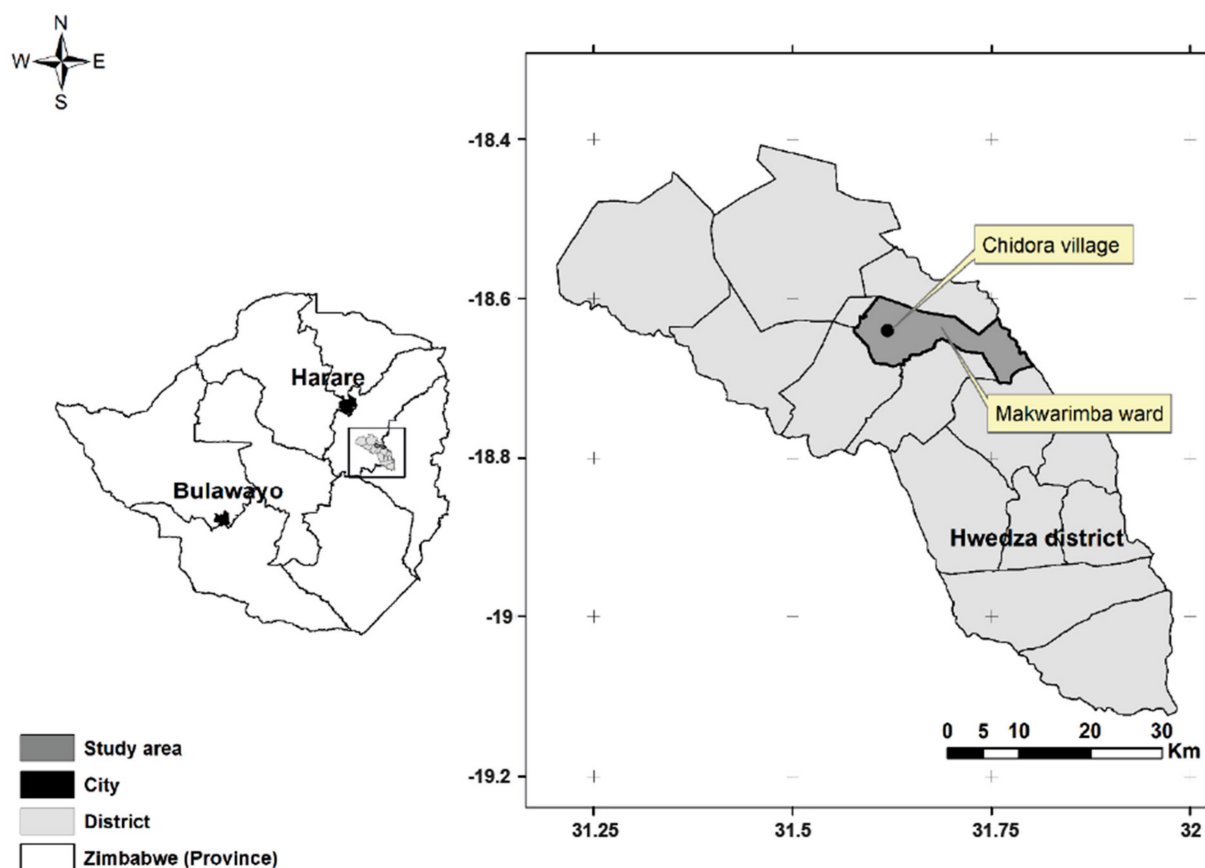 N
W E
S
Harare
Bulawayo
Study area
City
District
Zimbabwe (Province)
-18.4
-18.6
-18.8
-19
-19.2
Chidora village
Makwarimba ward
Hwedza district
0 5 10 20 30
Km
31.25 31.5 31.75 32